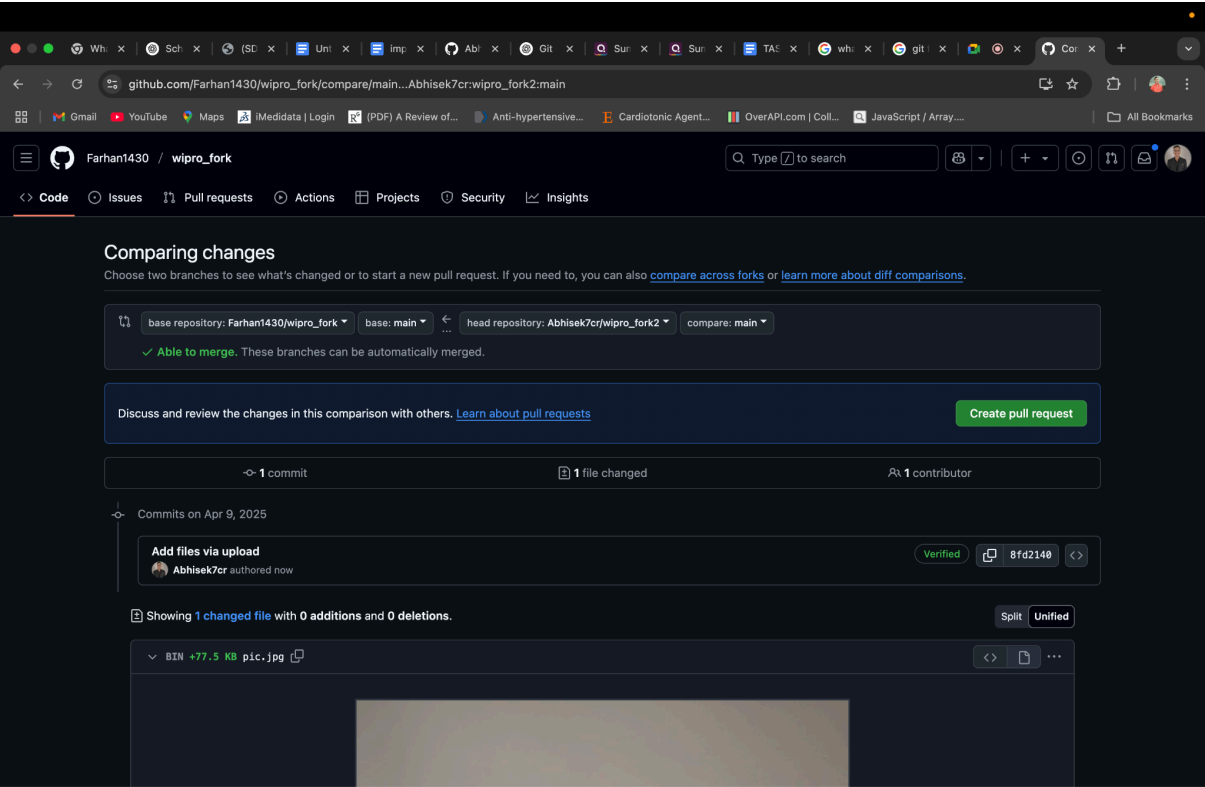 Wh Sch (SD Unt imp Abh Git Sun Sun TAS wha git Cor
github.com/Farhan1430/wipro_fork/compare/main...Abhisek7cr:wipro_fork2:main
Gmail YouTube Maps iMedidata | Login (PDF) A Review of... Anti-hypertensive... Cardiotonic Agent... OverAPI.com | Coll... JavaScript / Array.... All Bookmarks
Farhan1430 / wipro_fork Type / to search
Code Issues Pull requests Actions Projects Security Insights
Comparing changes
Choose two branches to see what's changed or to start a new pull request. If you need to, you can also compare across forks or learn more about diff comparisons.
base repository: Farhan1430/wipro_fork base: main ... head repository: Abhisek7cr/wipro_fork2 compare: main
Able to merge. These branches can be automatically merged.
Discuss and review the changes in this comparison with others. Learn about pull requests Create pull request
1 commit 1 file changed 1 contributor
Commits on Apr 9, 2025
Add files via upload
Abhisek7cr authored now Verified 8fd2140
Showing 1 changed file with 0 additions and 0 deletions. Split Unified
BIN +77.5 KB pic.jpg